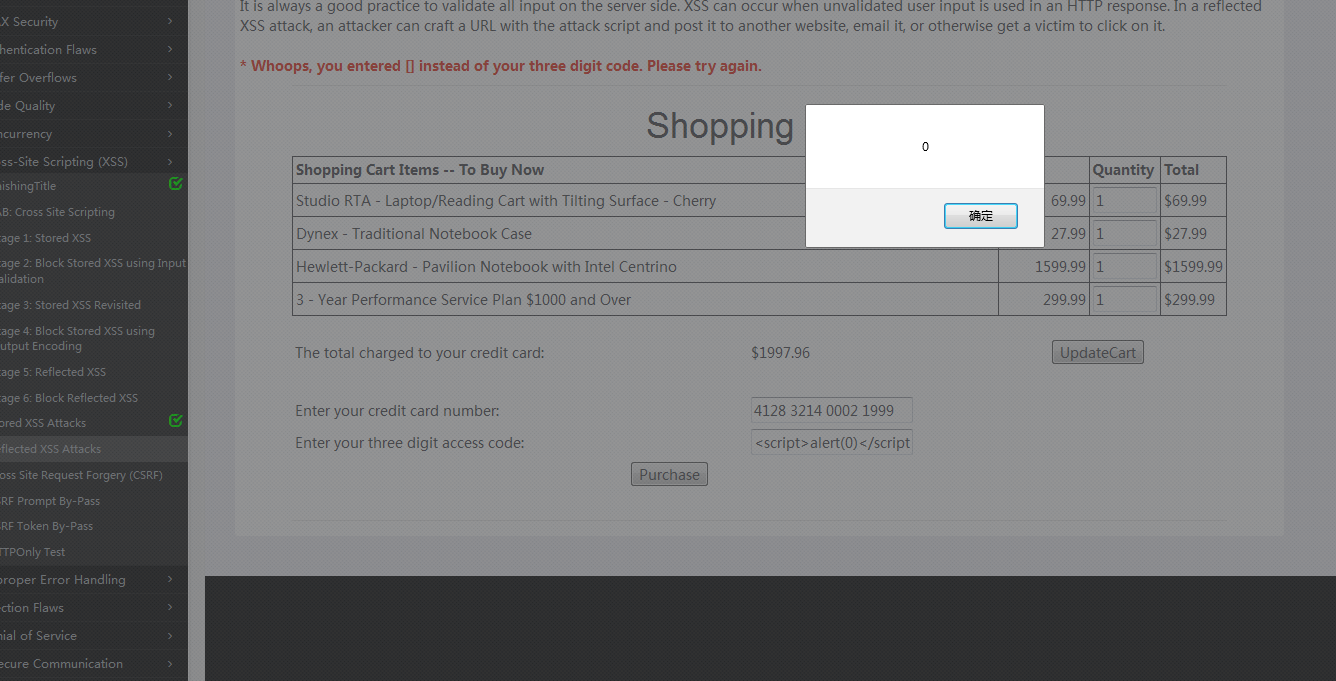 It is always a good practice to validate all input on the server side. XSS can occur when unvalidated user input is used in an HTTP response. In a reflected
XSS attack, an attacker can craft a URL with the attack script and post it to another website, email it, or otherwise get a victim to click on it.
* Whoops, you entered [] instead of your three digit code. Please try again.
Shopping
0
确定
Shopping Cart Items -- To Buy Now Quantity Total
Studio RTA - Laptop/Reading Cart with Tilting Surface - Cherry 69.99 1 $69.99
Dynex - Traditional Notebook Case 27.99 1 $27.99
Hewlett-Packard - Pavilion Notebook with Intel Centrino 1599.99 1 $1599.99
3 - Year Performance Service Plan $1000 and Over 299.99 1 $299.99
The total charged to your credit card: $1997.96 UpdateCart
Enter your credit card number: 4128 3214 0002 1999
Enter your three digit access code: <script>alert(0)</script
Purchase
AX Security
hentication Flaws
fer Overflows
de Quality
ncurrency
ss-Site Scripting (XSS)
aishingTitle
AB: Cross Site Scripting
tage 1: Stored XSS
tage 2: Block Stored XSS using Input
alidation
tage 3: Stored XSS Revisited
tage 4: Block Stored XSS using
utput Encoding
tage 5: Reflected XSS
tage 6: Block Reflected XSS
ored XSS Attacks
eflected XSS Attacks
oss Site Request Forgery (CSRF)
RF Prompt By-Pass
RF Token By-Pass
TTPOnly Test
proper Error Handling
ection Flaws
nial of Service
ecure Communication